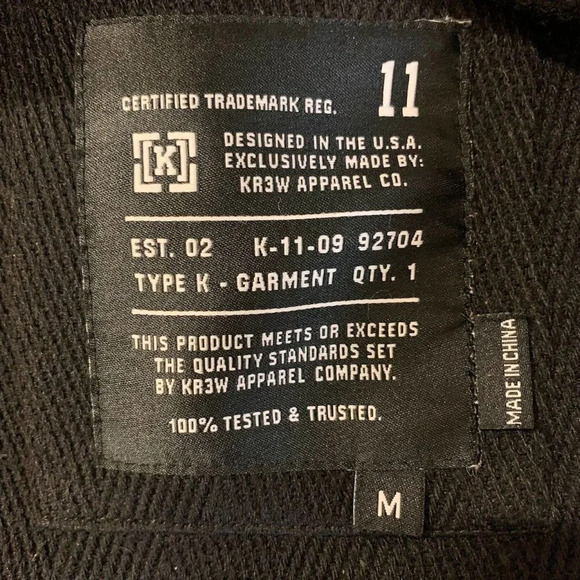 CERTIFIED TRADEMARK REG. 11
[K]
DESIGNED IN THE U.S.A.
EXCLUSIVELY MADE BY:
KR3W APPAREL CO.
EST. 02 K-11-09 92704
TYPE K - GARMENT QTY. 1
THIS PRODUCT MEETS OR EXCEEDS
THE QUALITY STANDARDS SET
BY KR3W APPAREL COMPANY.
100% TESTED & TRUSTED.
MADE IN CHINA
M